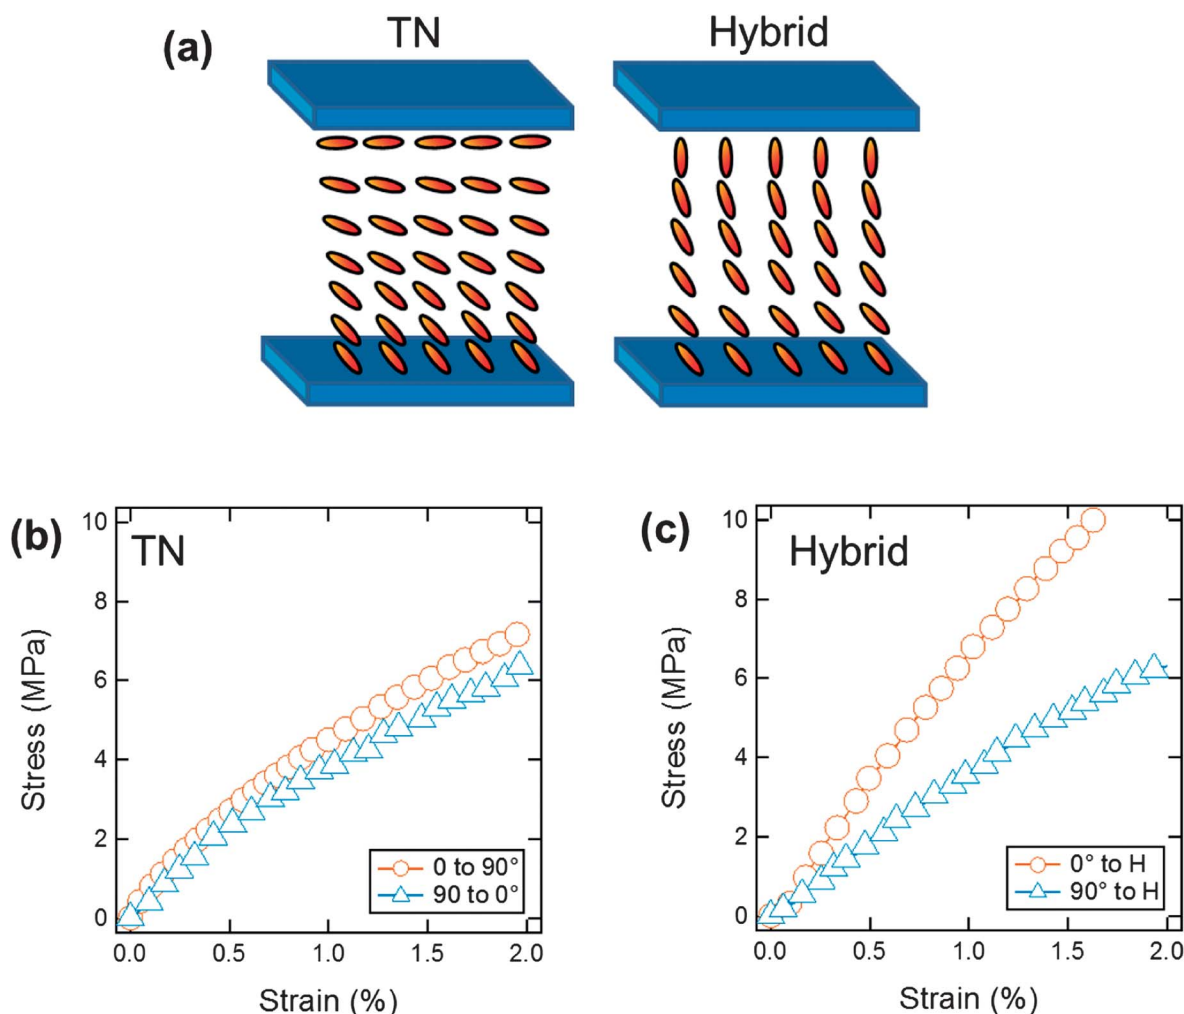 (a)
TN
Hybrid
(b)
TN
Stress (MPa)
10
8
6
4
2
0
0.0 0.5 1.0 1.5 2.0
Strain (%)
0 to 90°
90 to 0°
(c)
Hybrid
Stress (MPa)
10
8
6
4
2
0
0.0 0.5 1.0 1.5 2.0
Strain (%)
0° to H
90° to H